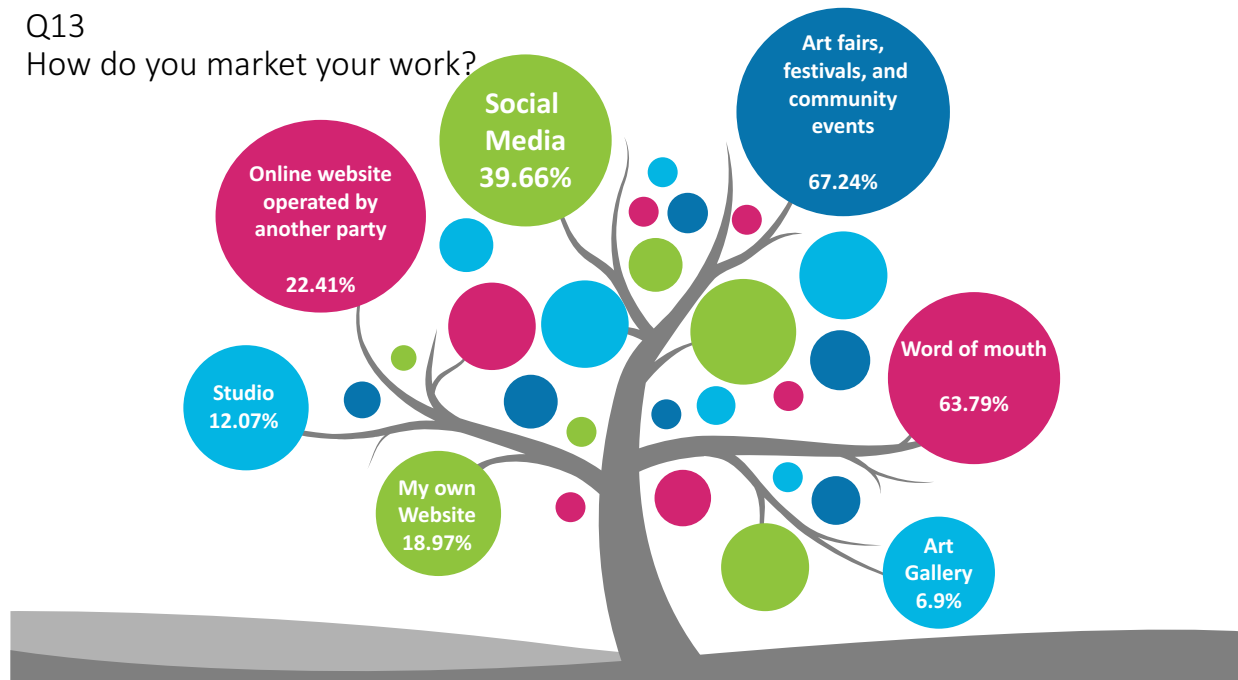 Q13
How do you market your work?
Social
Media
39.66%
Art fairs,
festivals, and
community
events
67.24%
Online website
operated by
another party
22.41%
Word of mouth
63.79%
Studio
12.07%
My own
Website
18.97%
Art
Gallery
6.9%